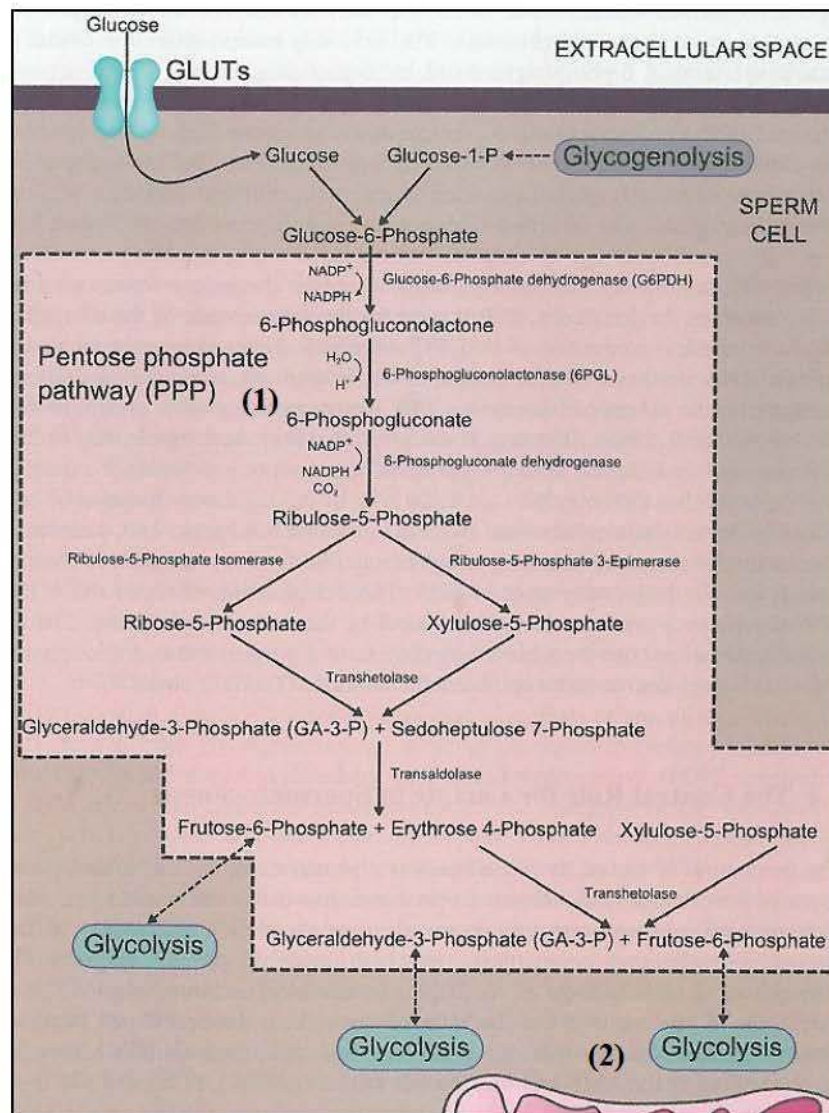 Glucose
GLUTs
EXTRACELLULAR SPACE
Glucose
Glucose-1-P
Glycogenolysis
SPERM
CELL
Glucose-6-Phosphate
NADP+
NADPH
Glucose-6-Phosphate dehydrogenase (G6PDH)
6-Phosphogluconolactone
Pentose phosphate
pathway (PPP)
(1)
H₂O
H⁺
6-Phosphogluconolactonase (6PGL)
6-Phosphogluconate
NADP+
NADPH
CO₂
6-Phosphogluconate dehydrogenase
Ribulose-5-Phosphate
Ribulose-5-Phosphate Isomerase
Ribulose-5-Phosphate 3-Epimerase
Ribose-5-Phosphate
Xylulose-5-Phosphate
Transhetolase
Glyceraldehyde-3-Phosphate (GA-3-P) + Sedoheptulose 7-Phosphate
Transaldolase
Frutose-6-Phosphate + Erythrose 4-Phosphate
Xylulose-5-Phosphate
Transhetolase
Glycolysis
Glyceraldehyde-3-Phosphate (GA-3-P) + Frutose-6-Phosphate
(2)
Glycolysis
Glycolysis